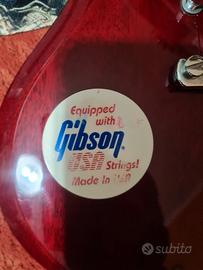 Equipped
with
Gibson
USA Strings!
Made In USA
subito